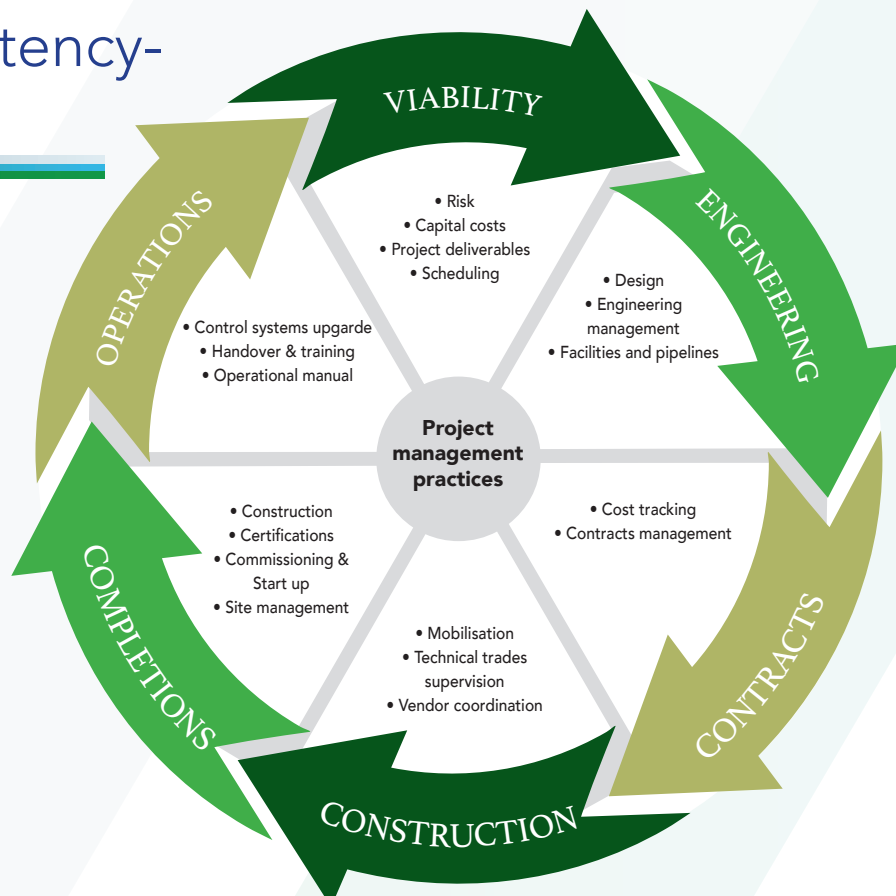 tency-
VIABILITY
• Risk
• Capital costs
• Project deliverables
• Scheduling
ENGINEERING
• Design
• Engineering
management
• Facilities and pipelines
CONTRACTS
• Cost tracking
• Contracts management
CONSTRUCTION
• Mobilisation
• Technical trades
supervision
• Vendor coordination
COMPLETIONS
• Construction
• Certifications
• Commissioning &
Start up
• Site management
OPERATIONS
• Control systems upgarde
• Handover & training
• Operational manual
Project
management
practices